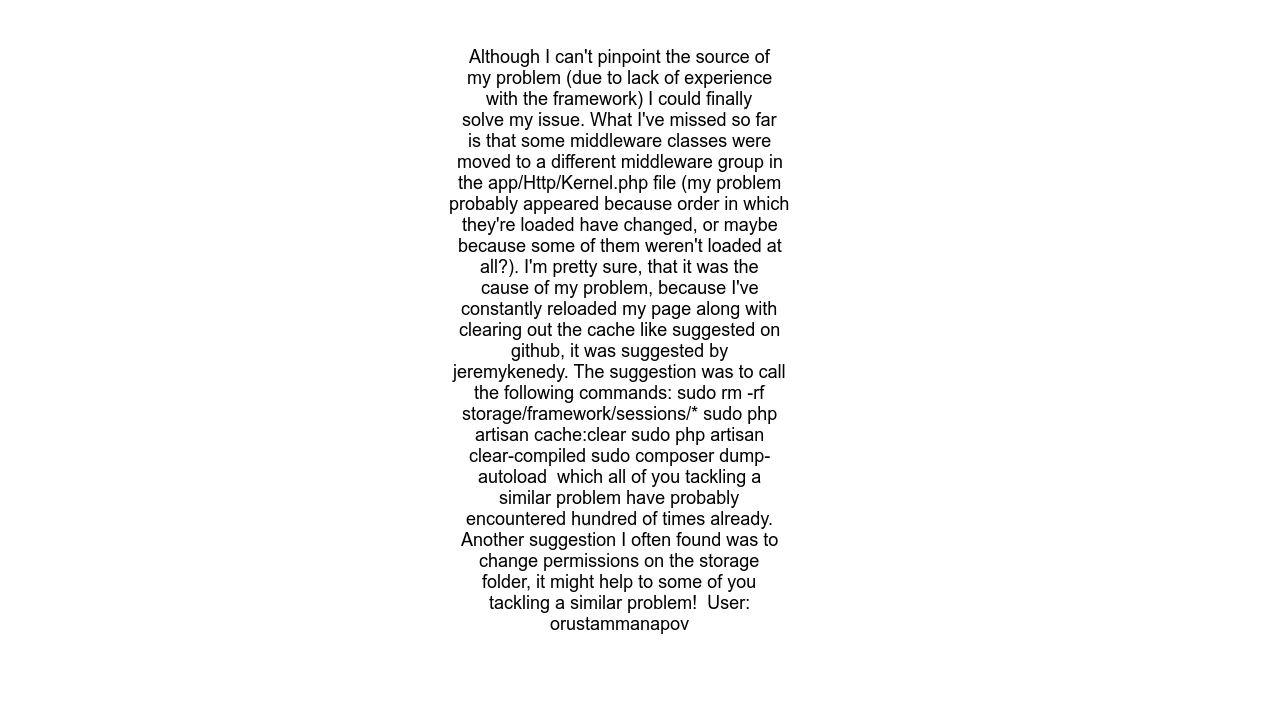 Although I can't pinpoint the source of
my problem (due to lack of experience
with the framework) I could finally
solve my issue. What I've missed so far
is that some middleware classes were
moved to a different middleware group in
the app/Http/Kernel.php file (my problem
probably appeared because order in which
they're loaded have changed, or maybe
because some of them weren't loaded at
all?). I'm pretty sure, that it was the
cause of my problem, because I've
constantly reloaded my page along with
clearing out the cache like suggested on
github, it was suggested by
jeremykenedy. The suggestion was to call
the following commands: sudo rm -rf
storage/framework/sessions/* sudo php
artisan cache:clear sudo php artisan
clear-compiled sudo composer dump-
autoload  which all of you tackling a
similar problem have probably
encountered hundred of times already.
Another suggestion I often found was to
change permissions on the storage
folder, it might help to some of you
tackling a similar problem!  User:
orustammanapov